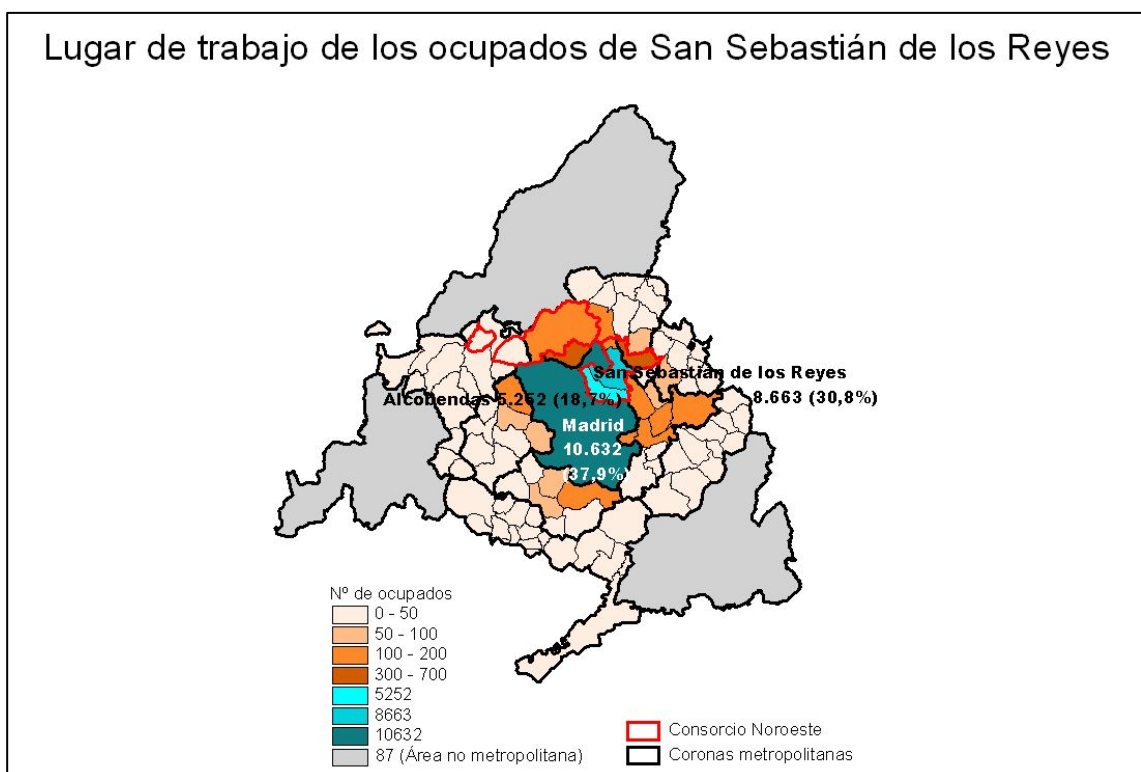 Lugar de trabajo de los ocupados de San Sebastián de los Reyes
San Sebastián de los Reyes
8.663 (30,8%)
Alcobendas 5.252 (18,7%)
Madrid
10.632
(37,9%)
Nº de ocupados
0 - 50
50 - 100
100 - 200
300 - 700
5252
8663
10632
87 (Área no metropolitana)
Consorcio Noroeste
Coronas metropolitanas